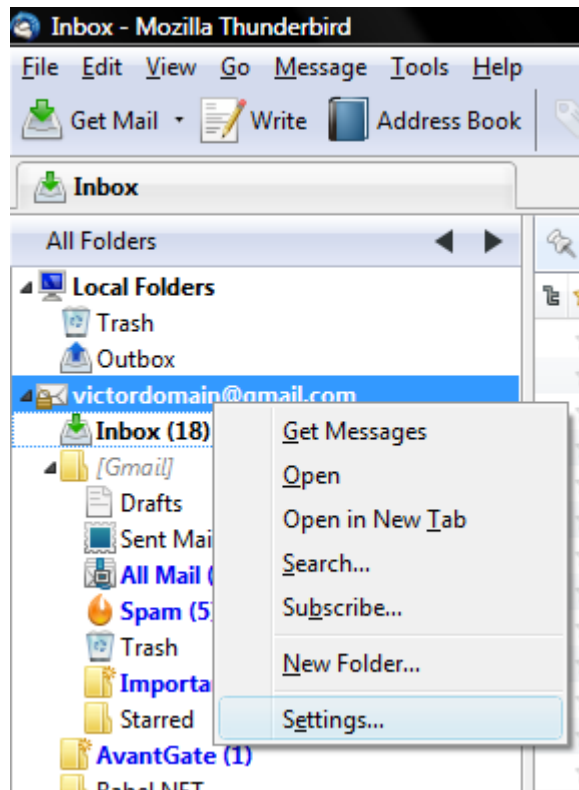 Inbox - Mozilla Thunderbird
File Edit View Go Message Tools Help
Get Mail Write Address Book
Inbox
All Folders
Local Folders
Trash
Outbox
victordomain@gmail.com
Inbox (18)
[Gmail]
Drafts
Sent Mai
All Mail (
Spam (5
Trash
Importa
Starred
AvantGate (1)
Babel NET
Get Messages
Open
Open in New Tab
Search...
Subscribe...
New Folder...
Settings...